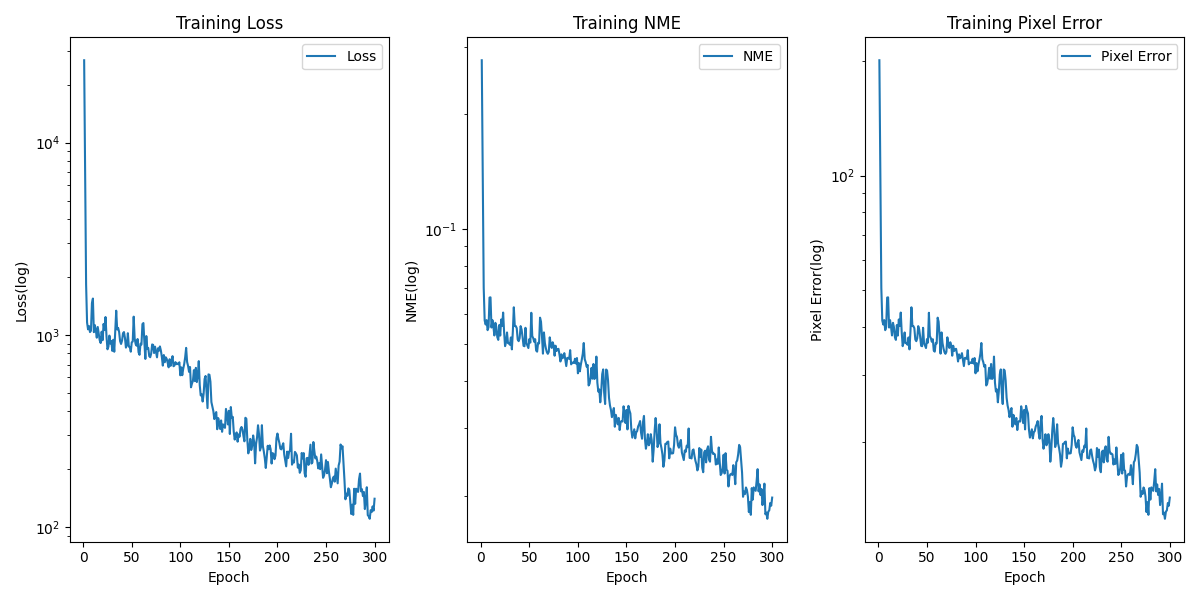 Training Loss
Loss
10^4
10^3
10^2
Loss(log)
0 50 100 150 200 250 300
Epoch
Training NME
NME
10^-1
NME(log)
0 50 100 150 200 250 300
Epoch
Training Pixel Error
Pixel Error
10^2
Pixel Error(log)
0 50 100 150 200 250 300
Epoch